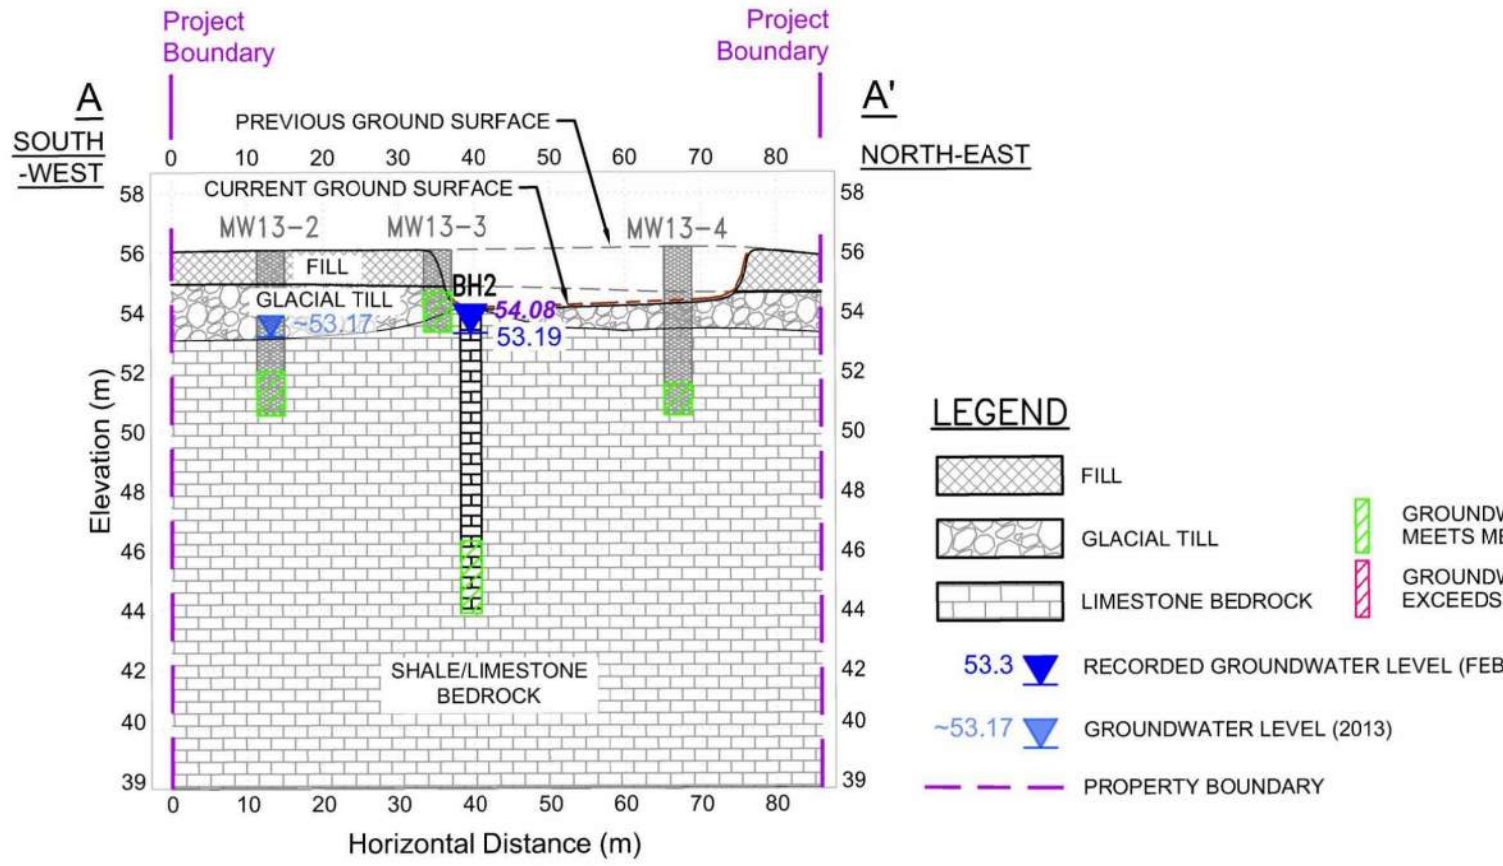 Project
Boundary
Project
Boundary
A
SOUTH
-WEST
A'
NORTH-EAST
PREVIOUS GROUND SURFACE
0 10 20 30 40 50 60 70 80
CURRENT GROUND SURFACE
58
58
MW13-2
MW13-3
MW13-4
56
56
FILL
BH2
GLACIAL TILL
54
54.08
54
~53.17
53.19
52
52
50
50
48
48
46
46
44
44
42
42
40
40
39
39
Elevation (m)
SHALE/LIMESTONE
BEDROCK
0 10 20 30 40 50 60 70 80
Horizontal Distance (m)
LEGEND
FILL
GLACIAL TILL
LIMESTONE BEDROCK
GROUNDW
MEETS ME
GROUNDW
EXCEEDS
53.3 RECORDED GROUNDWATER LEVEL (FEB
~53.17 GROUNDWATER LEVEL (2013)
PROPERTY BOUNDARY